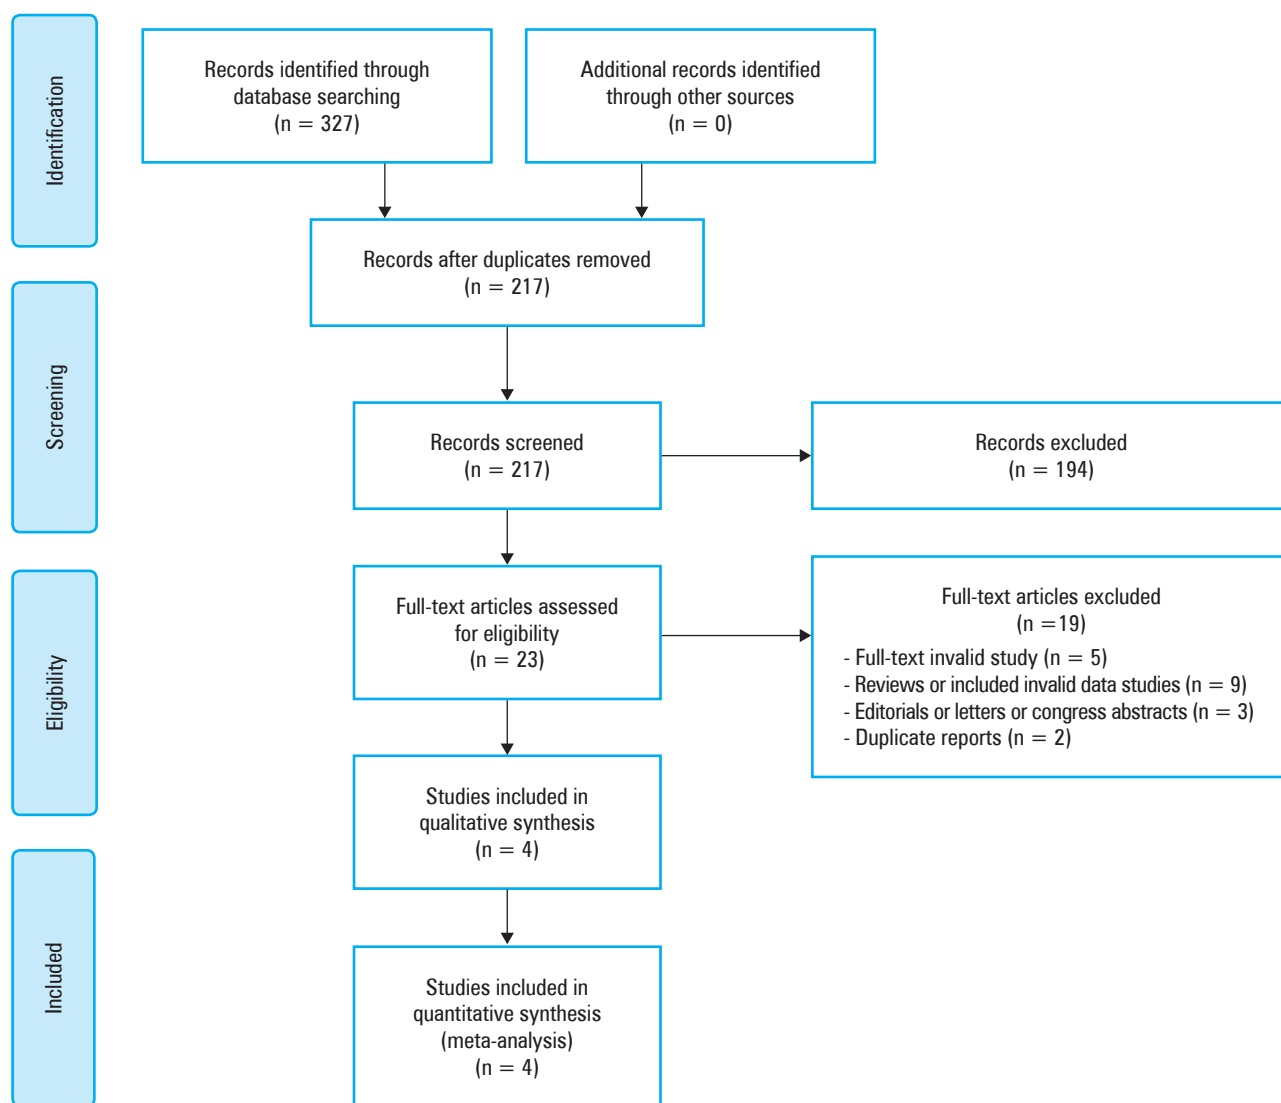 Identification
Records identified through
database searching
(n = 327)
Additional records identified
through other sources
(n = 0)
Records after duplicates removed
(n = 217)
Screening
Records screened
(n = 217)
Records excluded
(n = 194)
Eligibility
Full-text articles assessed
for eligibility
(n = 23)
Full-text articles excluded
(n =19)
- Full-text invalid study (n = 5)
- Reviews or included invalid data studies (n = 9)
- Editorials or letters or congress abstracts (n = 3)
- Duplicate reports (n = 2)
Studies included in
qualitative synthesis
(n = 4)
Included
Studies included in
quantitative synthesis
(meta-analysis)
(n = 4)